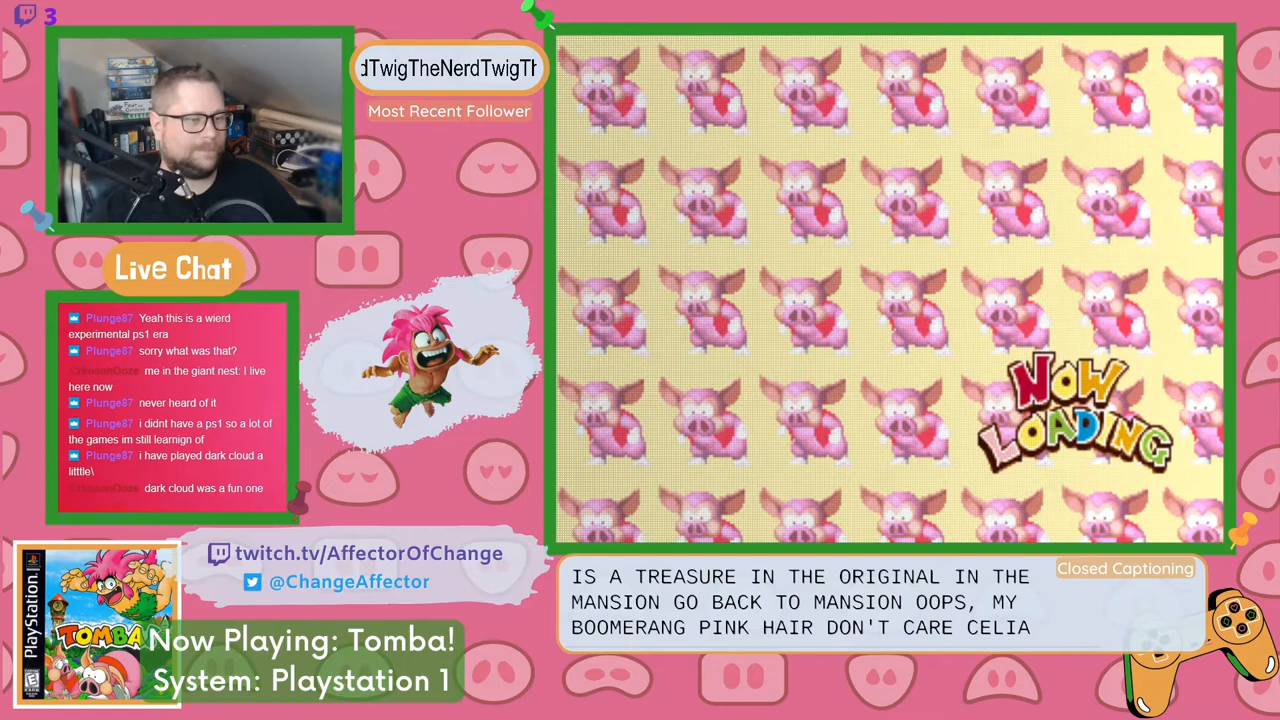 3
dTwigTheNerdTwigTh
Most Recent Follower
Live Chat
Plunge87 Yeah this is a wierd
experimental ps1 era
Plunge87 sorry what was that?
CrimsonOoze me in the giant nest: I live
here now
Plunge87 never heard of it
Plunge87 i didnt have a ps1 so a lot of
the games im still learnign of
Plunge87 i have played dark cloud a
litttle\
CrimsonOoze dark cloud was a fun one
twitch.tv/AffectorOfChange
@ChangeAffector
PlayStation
TOMBA
Now Playing: Tomba!
System: Playstation 1
NOW
LOADING
Closed Captioning
IS A TREASURE IN THE ORIGINAL IN THE
MANSION GO BACK TO MANSION OOPS, MY
BOOMERANG PINK HAIR DON'T CARE CELIA